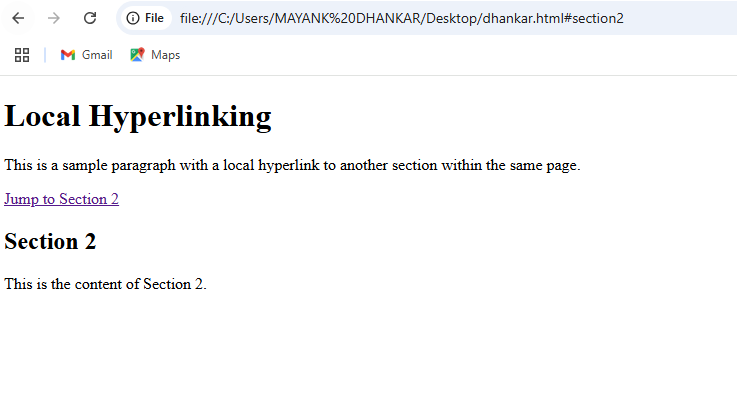 File file:///C:/Users/MAYANK%20DHANKAR/Desktop/dhankar.html#section2
Gmail Maps
Local Hyperlinking
This is a sample paragraph with a local hyperlink to another section within the same page.
Jump to Section 2
Section 2
This is the content of Section 2.